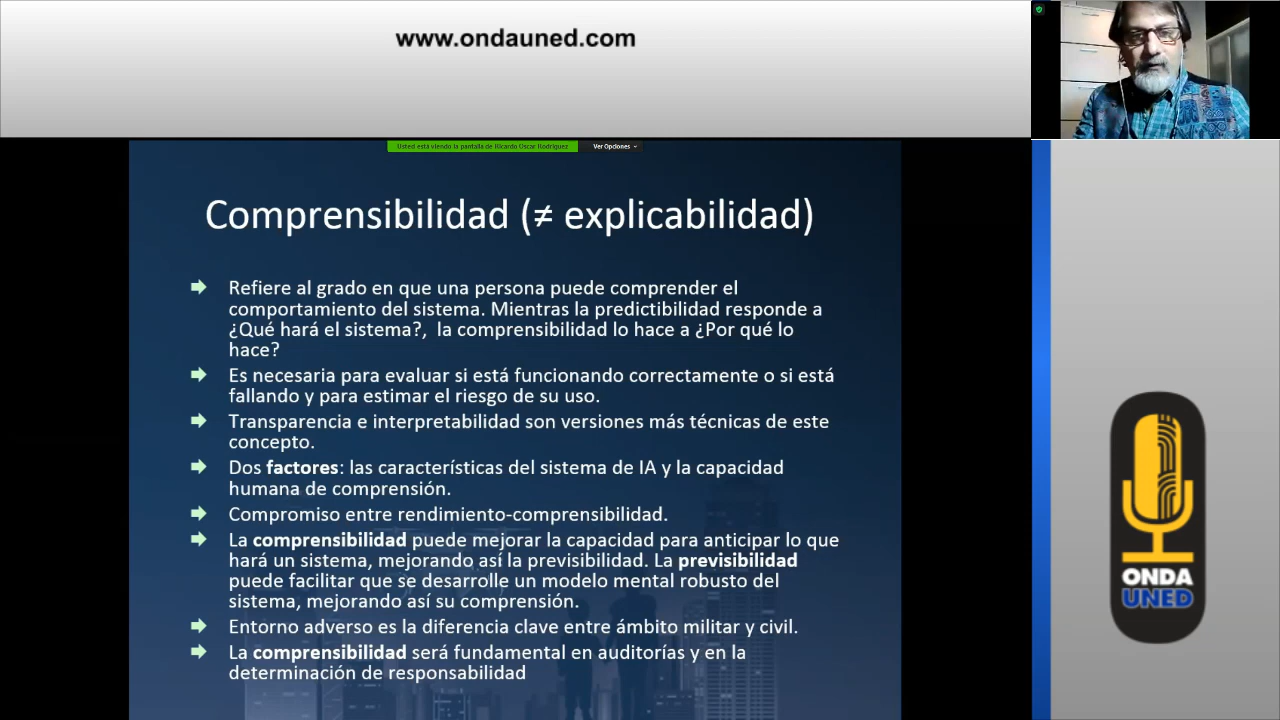 www.ondauned.com
Usted está viendo la pantalla de Ricardo Oscar Rodriguez
Ver Opciones
Comprensibilidad (≠ explicabilidad)
Refiere al grado en que una persona puede comprender el
comportamiento del sistema. Mientras la predictibilidad responde a
¿Qué hará el sistema?, la comprensibilidad lo hace a ¿Por qué lo
hace?
Es necesaria para evaluar si está funcionando correctamente o si está
fallando y para estimar el riesgo de su uso.
Transparencia e interpretabilidad son versiones más técnicas de este
concepto.
Dos factores: las características del sistema de IA y la capacidad
humana de comprensión.
Compromiso entre rendimiento-comprensibilidad.
La comprensibilidad puede mejorar la capacidad para anticipar lo que
hará un sistema, mejorando así la previsibilidad. La previsibilidad
puede facilitar que se desarrolle un modelo mental robusto del
sistema, mejorando así su comprensión.
Entorno adverso es la diferencia clave entre ámbito militar y civil.
La comprensibilidad será fundamental en auditorías y en la
determinación de responsabilidad
ONDA
UNED